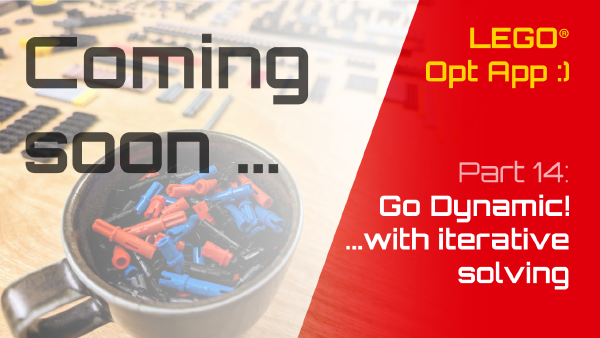 Coming
soon ...
LEGO®
Opt App :)
Part 14:
Go Dynamic!
...with iterative
solving